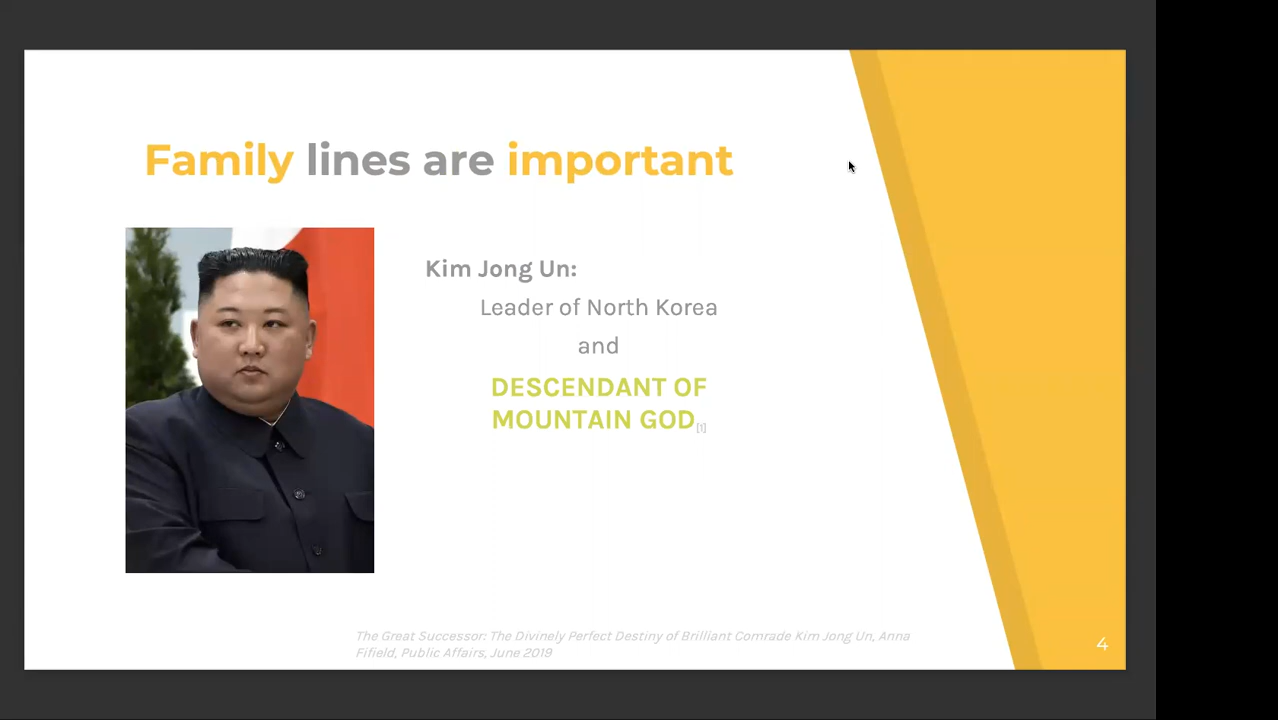 Family lines are important
Kim Jong Un:
Leader of North Korea
and
DESCENDANT OF
MOUNTAIN GOD[1]
The Great Successor: The Divinely Perfect Destiny of Brilliant Comrade Kim Jong Un, Anna
Fifield, Public Affairs, June 2019
4